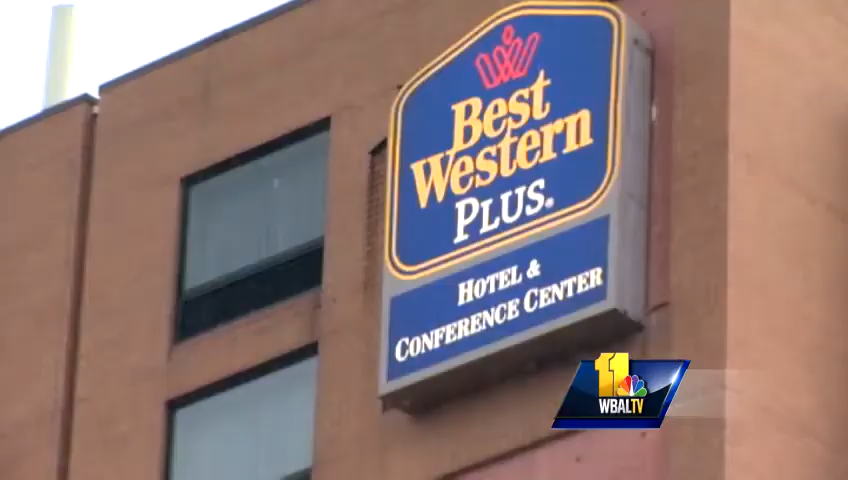 Best
Western
PLUS®
HOTEL &
CONFERENCE CENTER
11
WBALTV